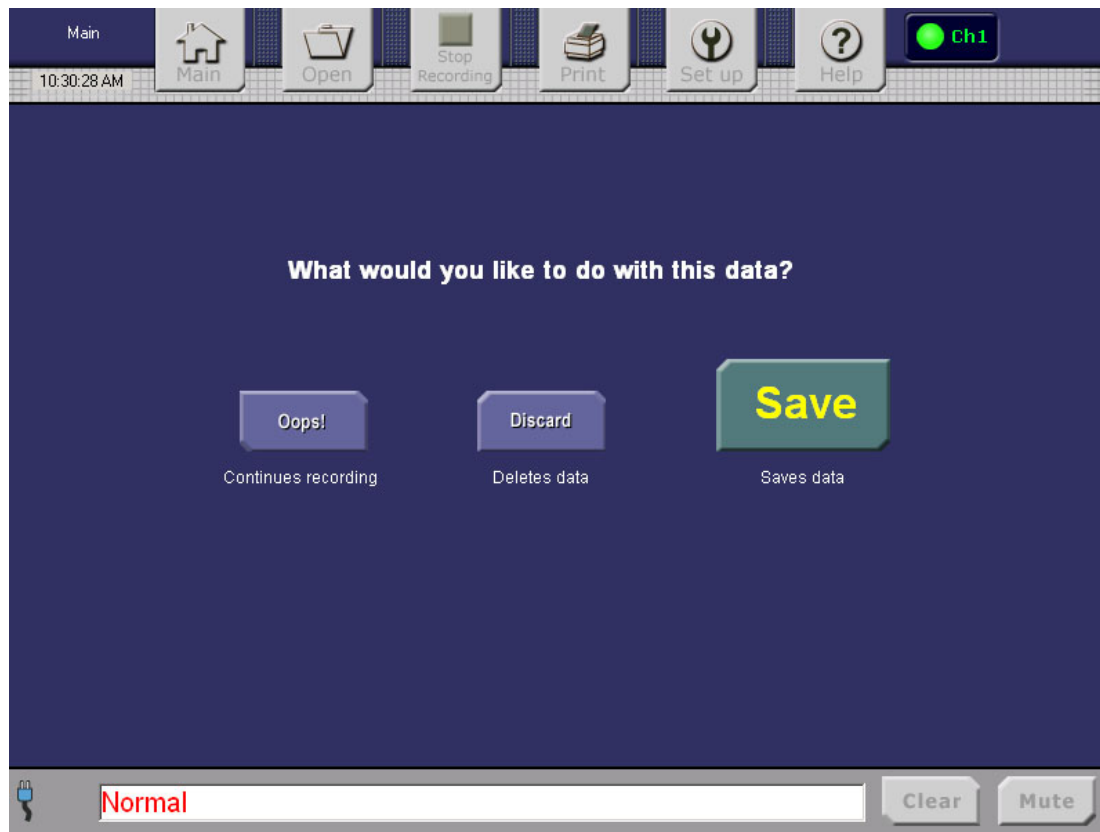 Main
10:30:28 AM
Main
Open
Stop
Recording
Print
Set up
?
Help
Ch1
What would you like to do with this data?
Oops!
Discard
Save
Continues recording
Deletes data
Saves data
Normal
Clear
Mute